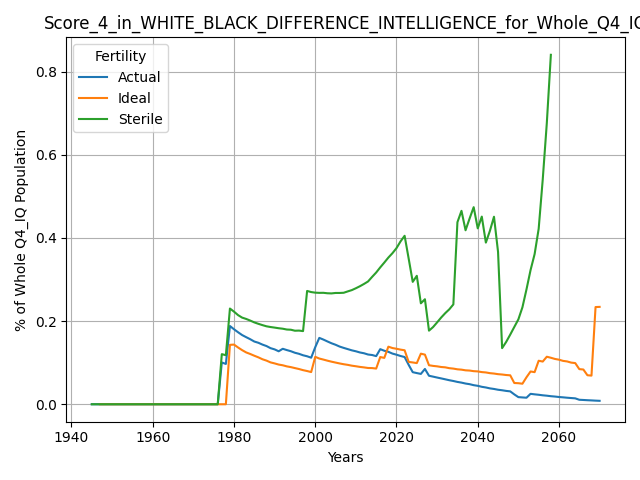 Score_4_in_WHITE_BLACK_DIFFERENCE_INTELLIGENCE_for_Whole_Q4_IQ
Fertility
Actual
Ideal
Sterile
% of Whole Q4_IQ Population
0.8
0.6
0.4
0.2
0.0
1940 1960 1980 2000 2020 2040 2060
Years